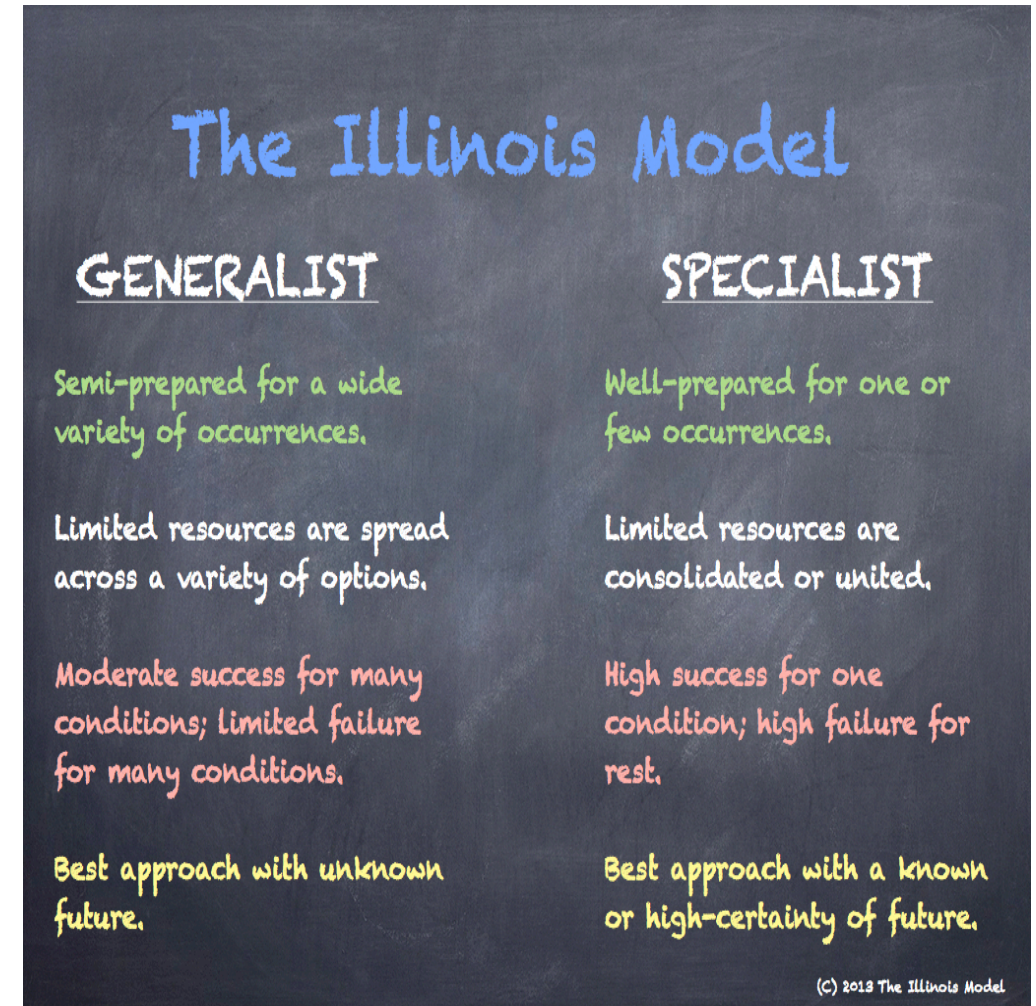 The Illinois Model
GENERALIST
Semi-prepared for a wide
variety of occurrences.
Limited resources are spread
across a variety of options.
Moderate success for many
conditions; limited failure
for many conditions.
Best approach with unknown
future.
SPECIALIST
Well-prepared for one or
few occurrences.
Limited resources are
consolidated or united.
High success for one
condition; high failure for
rest.
Best approach with a known
or high-certainty of future.
(C) 2013 The Illinois Model